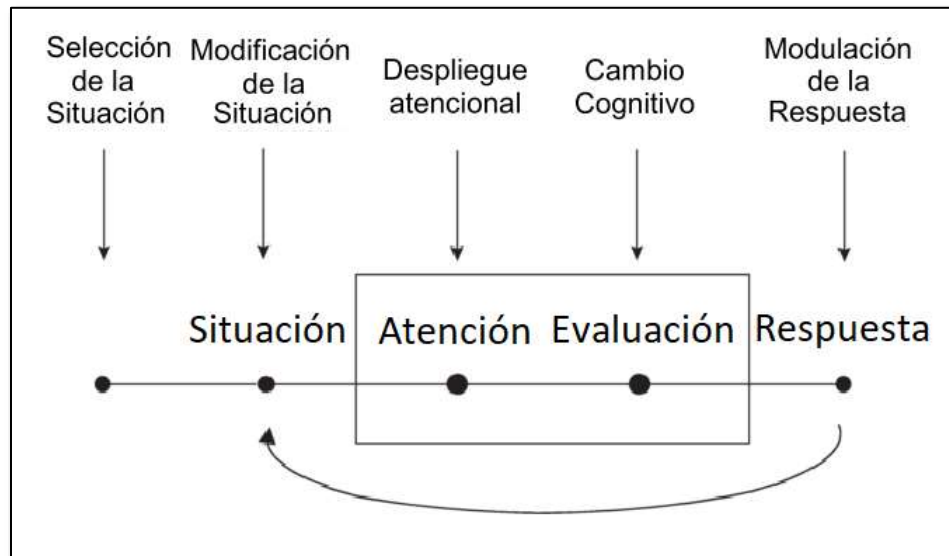 Selección
de la
Situación
Modificación
de la
Situación
Despliegue
atencional
Cambio
Cognitivo
Modulación
de la
Respuesta
Situación
Atención
Evaluación
Respuesta